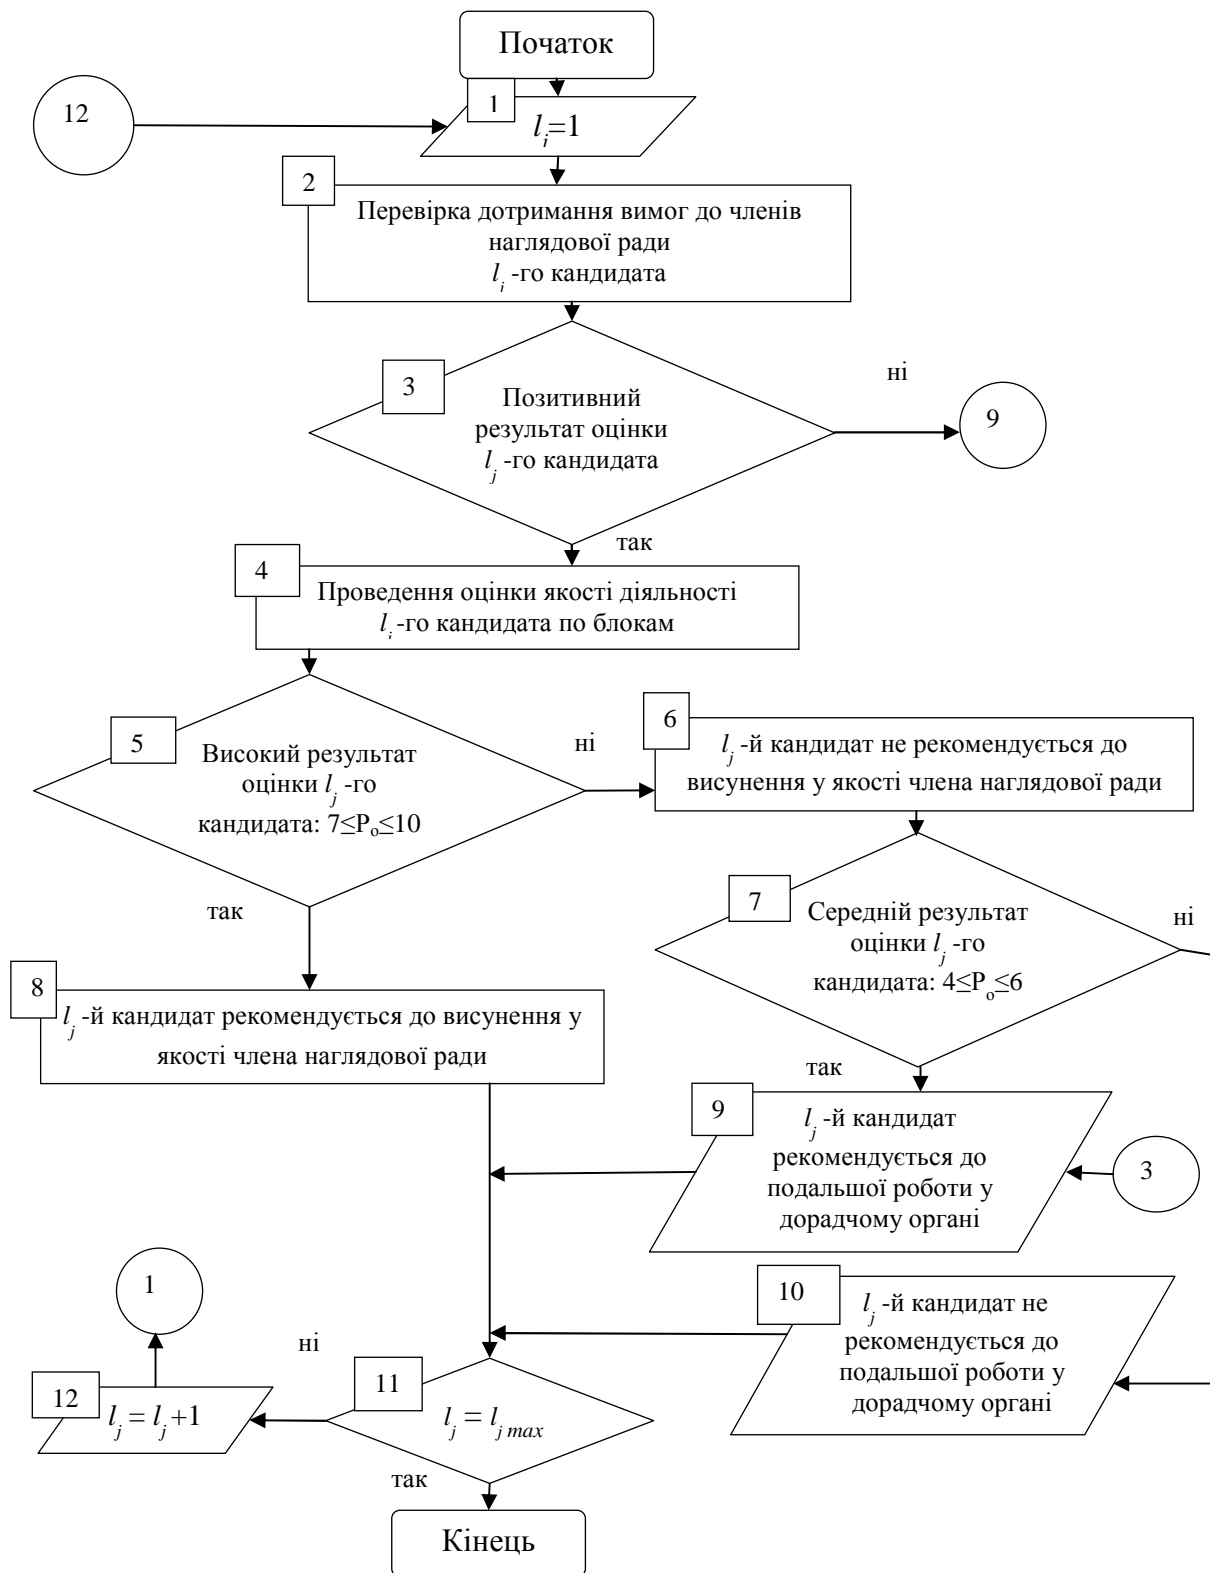 Початок
1
12
l_j=1
2
Перевірка дотримання вимог до членів
наглядової ради
l_j -го кандидата
3
ні
Позитивний
результат оцінки
l_j -го кандидата
9
так
4
Проведення оцінки якості діяльності
l_j -го кандидата по блокам
5
Високий результат
оцінки l_j -го
кандидата: 7≤P_o≤10
ні
6
l_j -й кандидат не рекомендується до
висунення у якості члена наглядової ради
так
7
Середній результат
оцінки l_j -го
кандидата: 4≤P_o≤6
ні
8
l_j -й кандидат рекомендується до висунення у
якості члена наглядової ради
так
9
l_j -й кандидат
рекомендується до
подальшої роботи у
дорадчому органі
3
1
10
l_j -й кандидат не
рекомендується до
подальшої роботи у
дорадчому органі
ні
12
l_j = l_j +1
11
l_j = l_j max
так
Кінець